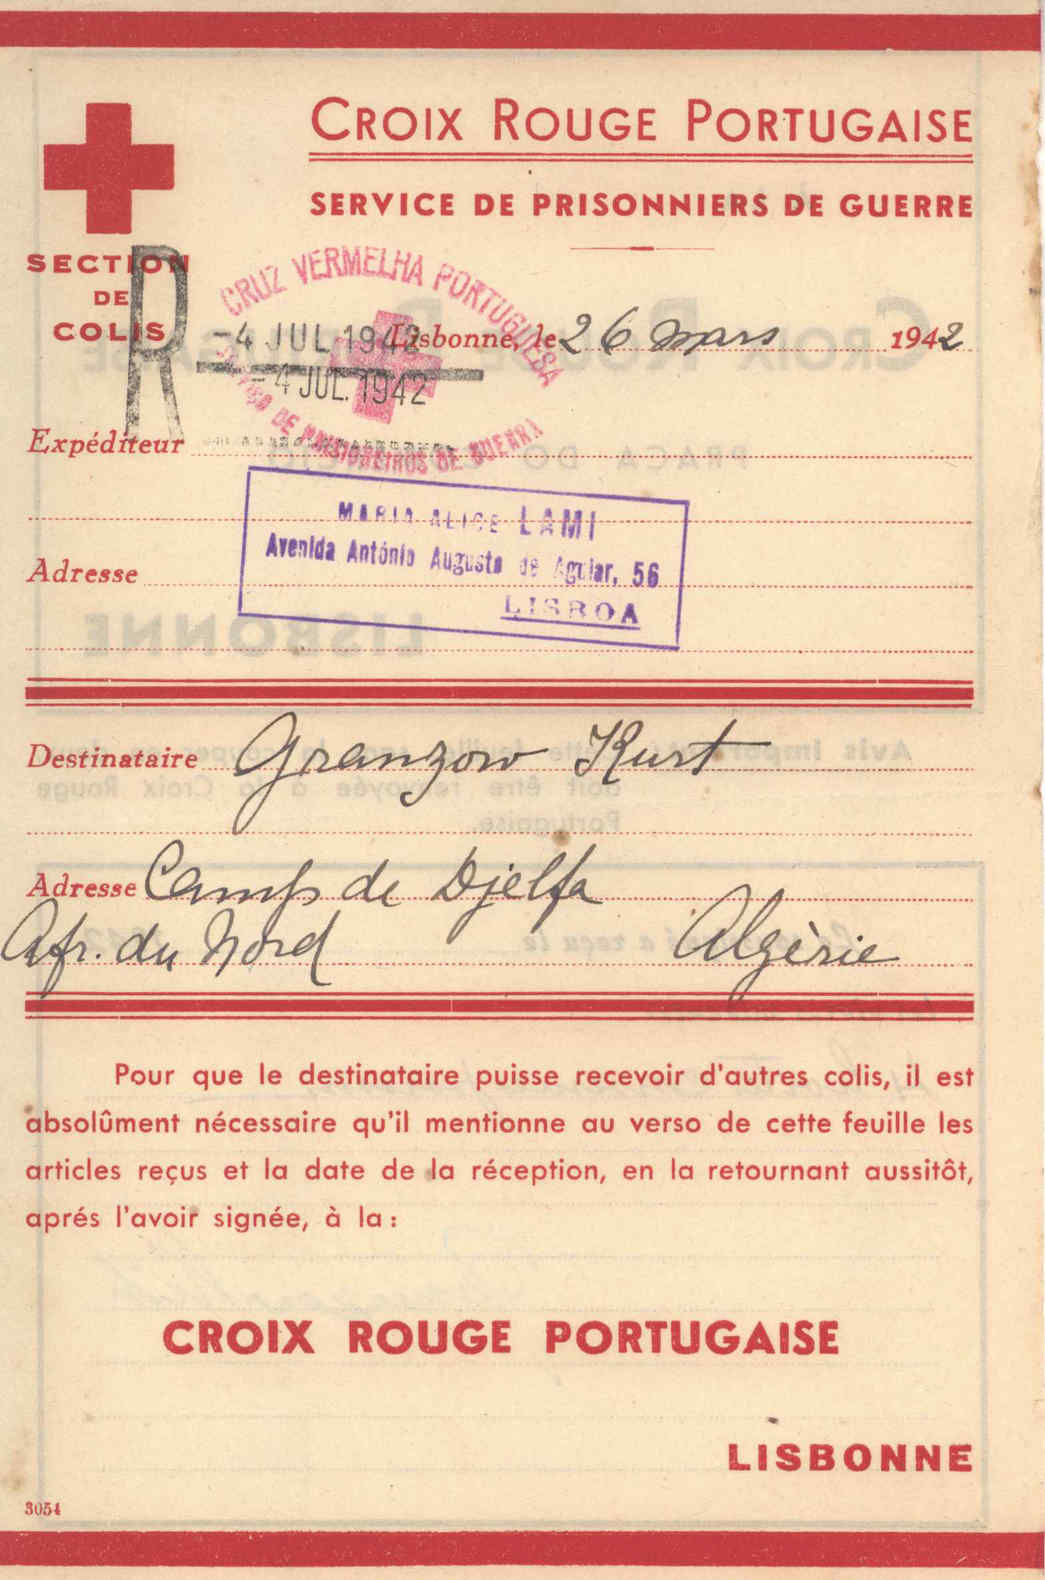 CROIX ROUGE PORTUGAISE
SERVICE DE PRISONNIERS DE GUERRE
SECTION
DE
COLIS
R
CRUZ VERMELHA PORTUGUESA
-4 JUL 1942
-4 JUL. 1942
DE PRISIONEIROS DE GUERRA
Lisbonne, le 26 mars 1942
Expéditeur
MARIA ALICE LAMI
Avenida António Augusto de Aguiar, 56
LISBOA
Adresse
Destinataire Granzow Kurt
Adresse Camp de Djelfa
Afr. du Nord Algérie
Pour que le destinataire puisse recevoir d'autres colis, il est
absolûment nécessaire qu'il mentionne au verso de cette feuille les
articles reçus et la date de la réception, en la retournant aussitôt,
aprés l'avoir signée, à la:
CROIX ROUGE PORTUGAISE
LISBONNE
3054